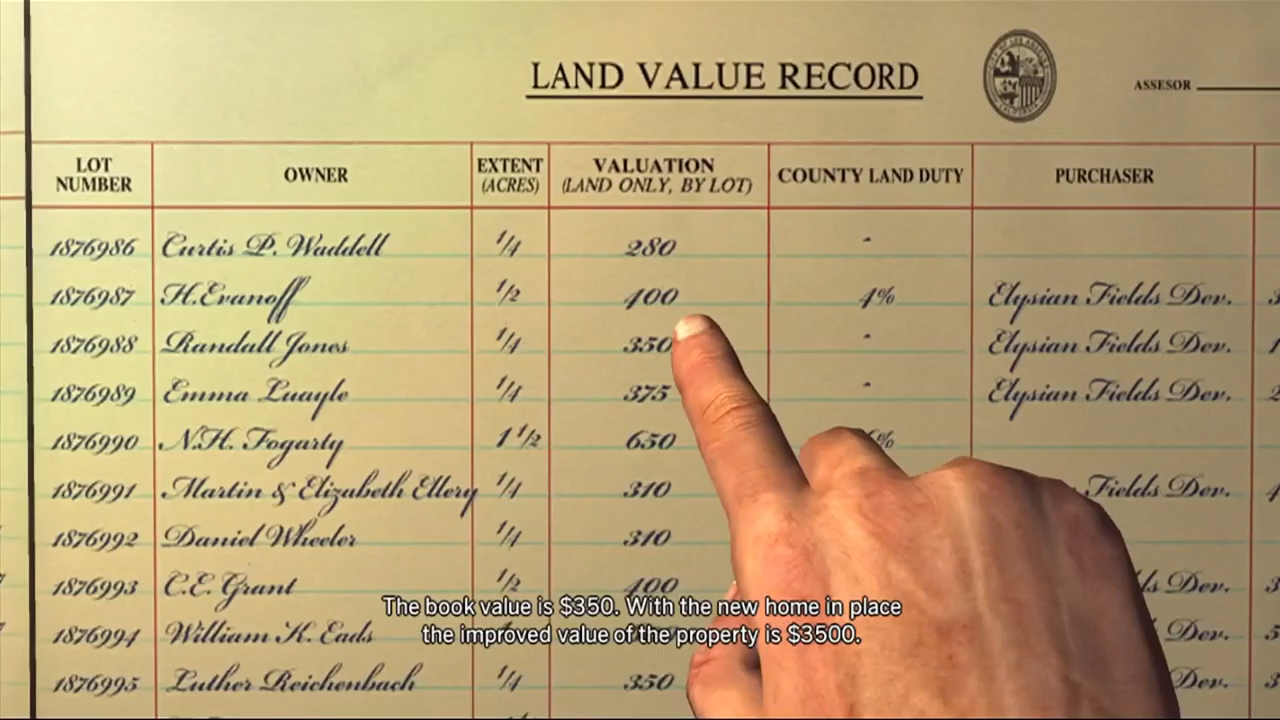 LAND VALUE RECORD
ASSESOR
LOT NUMBER OWNER EXTENT (ACRES) VALUATION (LAND ONLY, BY LOT) COUNTY LAND DUTY PURCHASER
1876986 Curtis P. Waddell 1/4 280 -
1876987 H.Evanoff 1/2 400 4% Elysian Fields Dev.
1876988 Randall Jones 1/4 350 - Elysian Fields Dev.
1876989 Emma Luayle 1/4 375 - Elysian Fields Dev.
1876990 N.H. Fogarty 1 1/2 650 %
1876991 Martin & Elizabeth Ellery 1/4 310 Fields Dev.
1876992 Daniel Wheeler 1/4 310
1876993 C.E. Grant 1/2 400 Dev.
The book value is $350. With the new home in place
1876994 William K. Eads Dev.
the improved value of the property is $3500.
1876995 Luther Reichenbach 1/4 350 Dev.